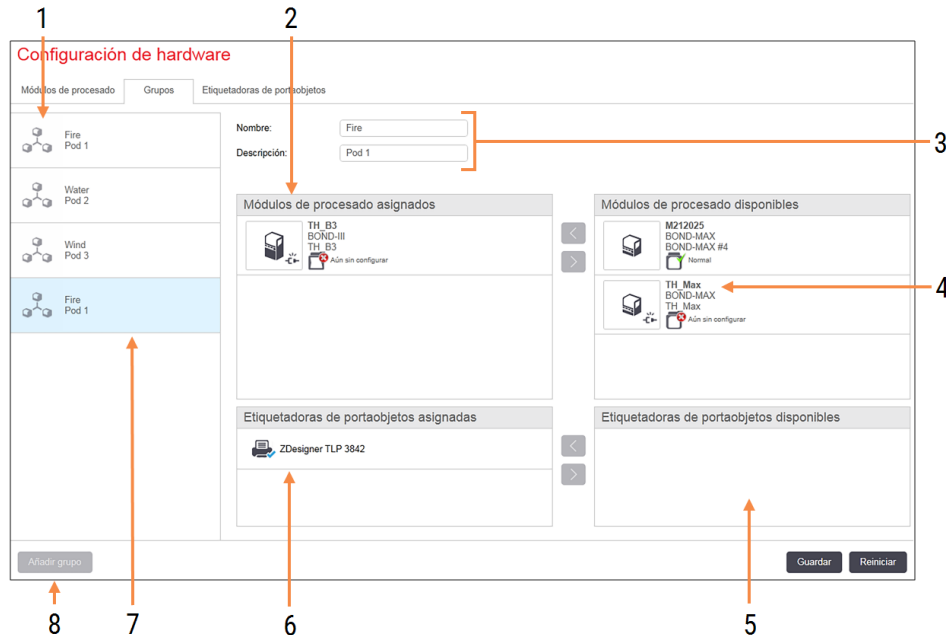 1
2
Configuración de hardware
Módulos de procesado
Grupos
Etiquetadoras de portaobjetos
Fire
Pod 1
Water
Pod 2
Wind
Pod 3
Fire
Pod 1
Nombre:
Fire
Descripción:
Pod 1
3
Módulos de procesado asignados
TH_B3
BOND-III
TH_B3
Aún sin configurar
<
>
Módulos de procesado disponibles
M212025
BOND-MAX
BOND-MAX #4
Normal
TH_Max
BOND-MAX
TH_Max
Aún sin configurar
4
Etiquetadoras de portaobjetos asignadas
ZDesigner TLP 3842
<
>
Etiquetadoras de portaobjetos disponibles
Añadir grupo
Guardar
Reiniciar
8
7
6
5